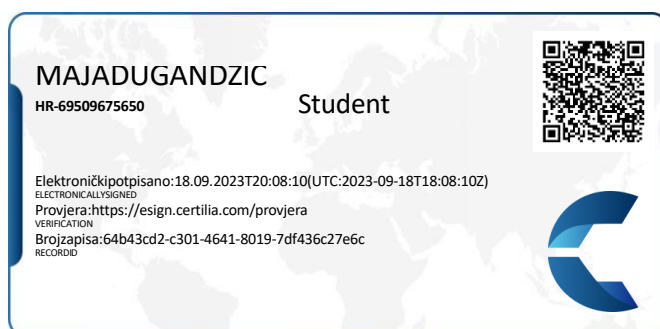 MAJADUGANDZIC
HR-69509675650
Student
Elektroničkipotpisano:18.09.2023T20:08:10(UTC:2023-09-18T18:08:10Z)
ELECTRONICALLYSIGNED
Provjera:https://esign.certilia.com/provjera
VERIFICATION
Brojzapisa:64b43cd2-c301-4641-8019-7df436c27e6c
RECORDID